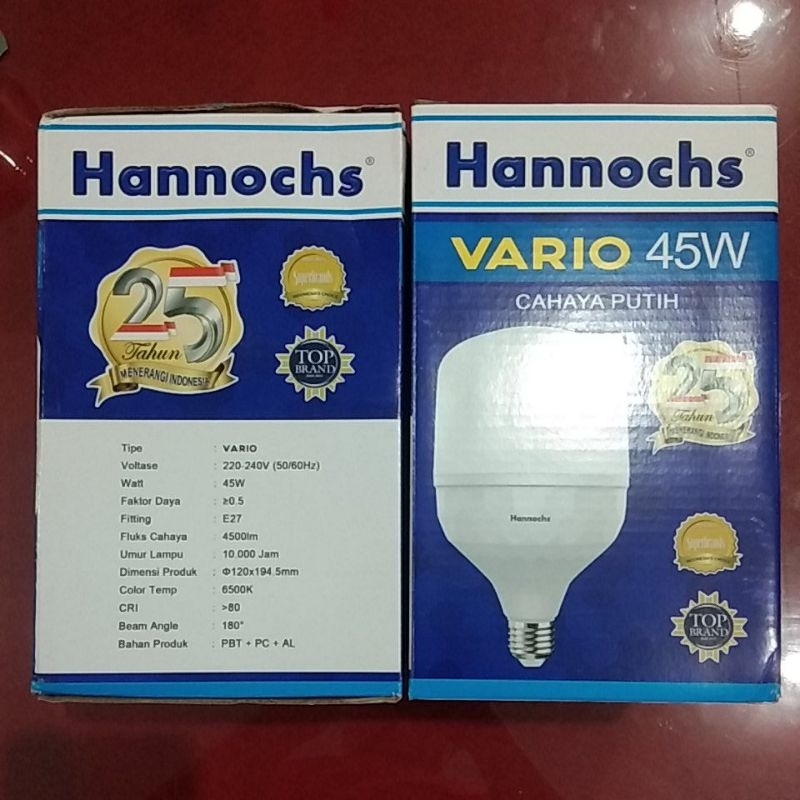 Hannochs®
25
Tahun
MENERANGI INDONESIA
Superbrands
TOP
BRAND
Tipe : VARIO
Voltase : 220-240V (50/60Hz)
Watt : 45W
Faktor Daya : ≥0.5
Fitting : E27
Fluks Cahaya : 4500lm
Umur Lampu : 10.000 Jam
Dimensi Produk : Φ120x194.5mm
Color Temp : 6500K
CRI : >80
Beam Angle : 180°
Bahan Produk : PBT + PC + AL
Hannochs®
VARIO 45W
CAHAYA PUTIH
25
Tahun
MENERANGI INDONESIA
Hannochs
Superbrands
TOP
BRAND